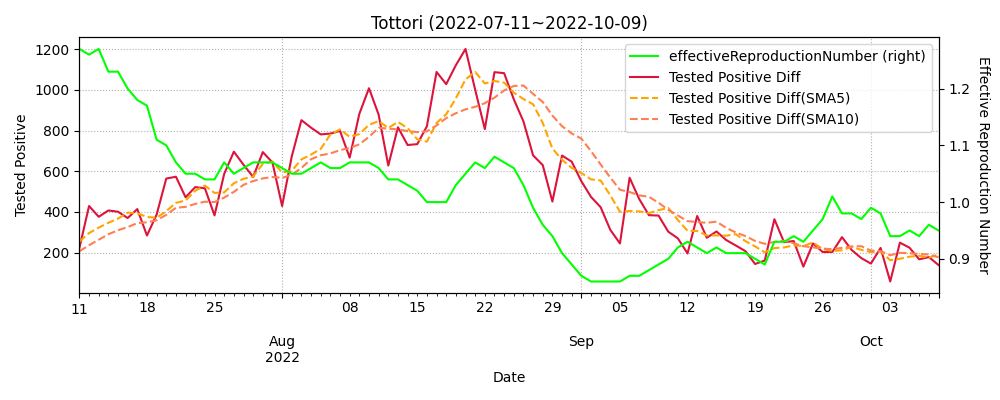 Tottori (2022-07-11~2022-10-09)
effectiveReproductionNumber (right)
Tested Positive Diff
Tested Positive Diff(SMA5)
Tested Positive Diff(SMA10)
Tested Positive
1200
1000
800
600
400
200
Effective Reproduction Number
1.2
1.1
1.0
0.9
11 18 25 08 15 22 29 05 12 19 26 03
Aug Sep Oct
2022
Date